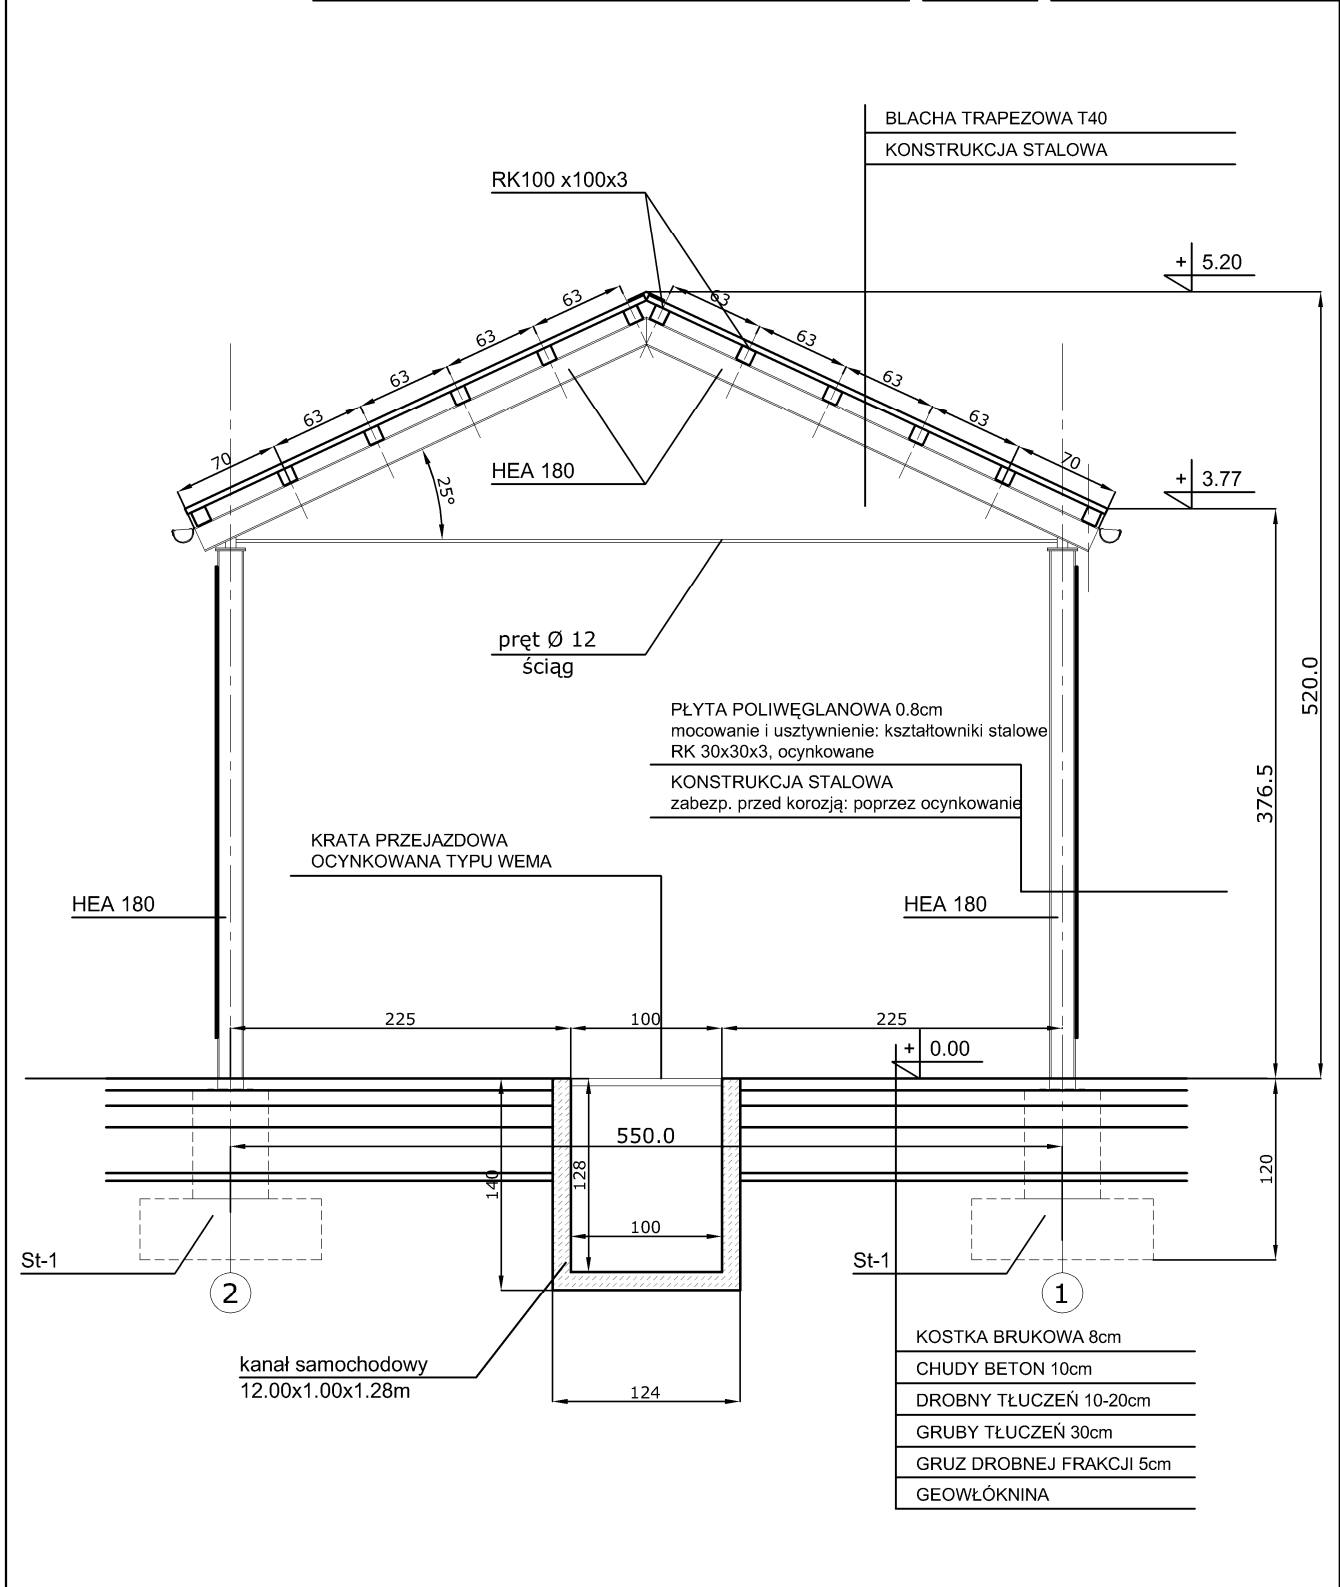 BLACHA TRAPEZOWA T40
KONSTRUKCJA STALOWA
RK100 x100x3
+ 5.20
63
63
63
63
63
63
63
63
70
70
+ 3.77
HEA 180
25°
pręt Ø 12
ściąg
520.0
PŁYTA POLIWĘGLANOWA 0.8cm
mocowanie i usztywnienie: kształtowniki stalowe
RK 30x30x3, ocynkowane
KONSTRUKCJA STALOWA
zabezp. przed korozją: poprzez ocynkowanie
376.5
KRATA PRZEJAZDOWA
OCYNKOWANA TYPU WEMA
HEA 180
HEA 180
225
100
225
+ 0.00
550.0
140
128
120
100
St-1
St-1
2
1
kanał samochodowy
12.00x1.00x1.28m
124
KOSTKA BRUKOWA 8cm
CHUDY BETON 10cm
DROBNY TŁUCZEŃ 10-20cm
GRUBY TŁUCZEŃ 30cm
GRUZ DROBNEJ FRAKCJI 5cm
GEOWŁÓKNINA